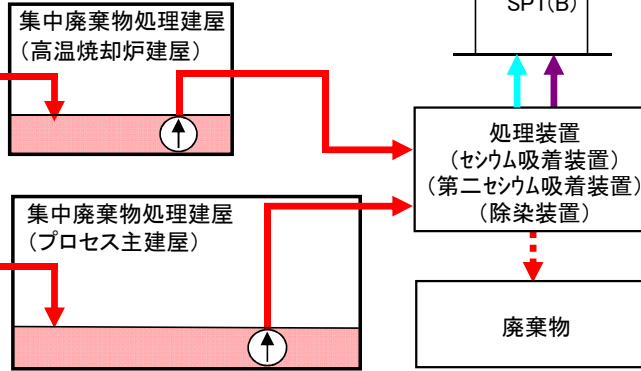 集中廃棄物処理建屋
(高温焼却炉建屋)
SPT(B)
処理装置
(セシウム吸着装置)
(第二セシウム吸着装置)
(除染装置)
集中廃棄物処理建屋
(プロセス主建屋)
廃棄物